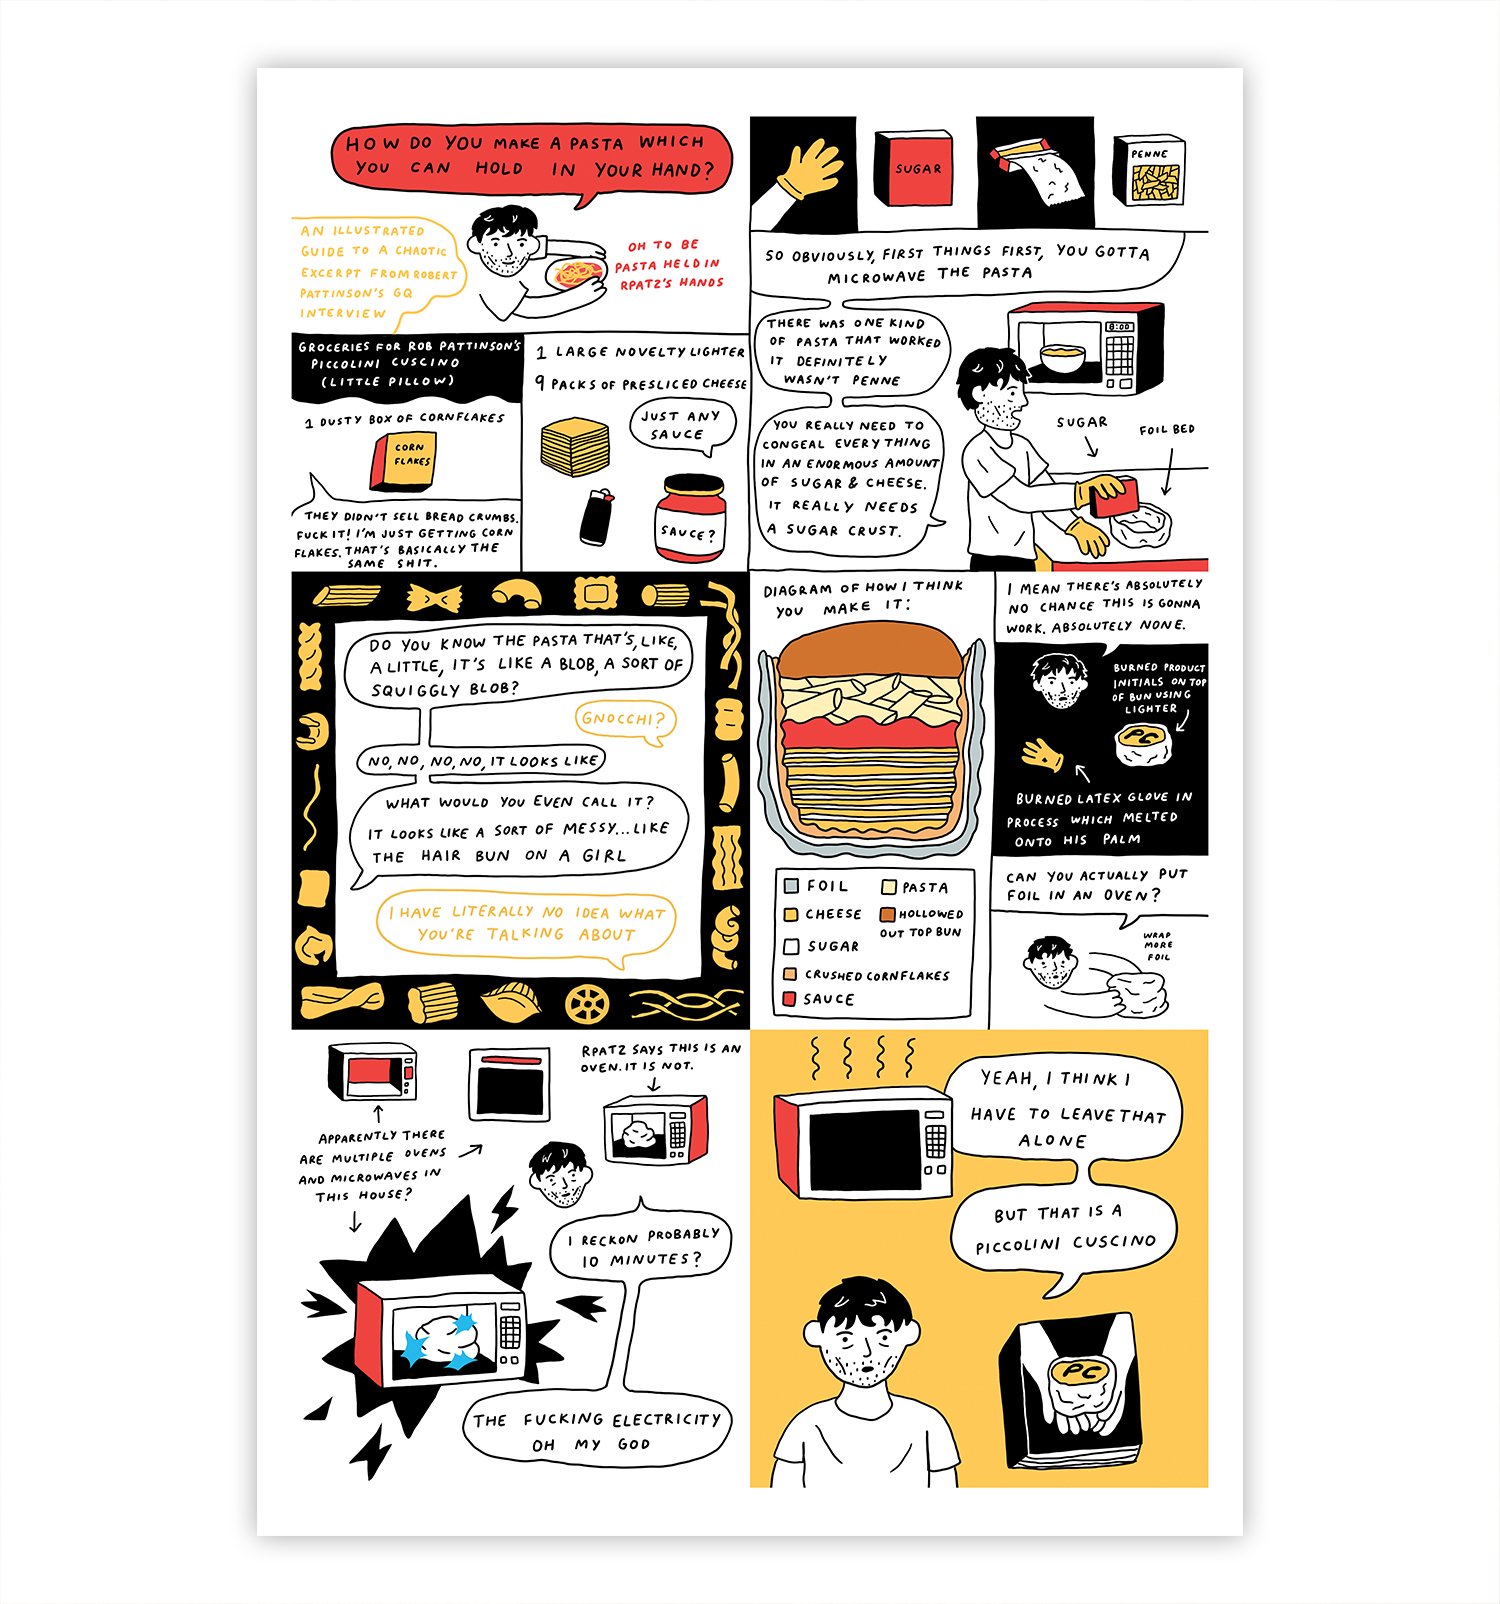 HOW DO YOU MAKE A PASTA WHICH
YOU CAN HOLD IN YOUR HAND?
AN ILLUSTRATED
GUIDE TO A CHAOTIC
EXCERPT FROM ROBERT
PATTINSON'S GQ
INTERVIEW
OH TO BE
PASTA HELD IN
RPATZ'S HANDS
GROCERIES FOR ROB PATTINSON'S
PICCOLINI CUSCINO
(LITTLE PILLOW)
1 DUSTY BOX OF CORNFLAKES
CORN
FLAKES
THEY DIDN'T SELL BREAD CRUMBS.
FUCK IT! I'M JUST GETTING CORN
FLAKES. THAT'S BASICALLY THE
SAME SHIT.
1 LARGE NOVELTY LIGHTER
9 PACKS OF PRESLICED CHEESE
JUST ANY
SAUCE
SAUCE?
SUGAR
PENNE
SO OBVIOUSLY, FIRST THINGS FIRST, YOU GOTTA
MICROWAVE THE PASTA
THERE WAS ONE KIND
OF PASTA THAT WORKED
IT DEFINITELY
WASN'T PENNE
8:00
YOU REALLY NEED TO
CONGEAL EVERYTHING
IN AN ENORMOUS AMOUNT
OF SUGAR & CHEESE.
IT REALLY NEEDS
A SUGAR CRUST.
SUGAR
FOIL BED
DO YOU KNOW THE PASTA THAT'S, LIKE,
A LITTLE, IT'S LIKE A BLOB, A SORT OF
SQUIGGLY BLOB?
GNOCCHI?
NO, NO, NO, NO, IT LOOKS LIKE
WHAT WOULD YOU EVEN CALL IT?
IT LOOKS LIKE A SORT OF MESSY...LIKE
THE HAIR BUN ON A GIRL
I HAVE LITERALLY NO IDEA WHAT
YOU'RE TALKING ABOUT
DIAGRAM OF HOW I THINK
YOU MAKE IT:
FOIL
CHEESE
SUGAR
CRUSHED CORNFLAKES
SAUCE
PASTA
HOLLOWED
OUT TOP BUN
I MEAN THERE'S ABSOLUTELY
NO CHANCE THIS IS GONNA
WORK. ABSOLUTELY NONE.
BURNED PRODUCT
INITIALS ON TOP
OF BUN USING
LIGHTER
PC
BURNED LATEX GLOVE IN
PROCESS WHICH MELTED
ONTO HIS PALM
CAN YOU ACTUALLY PUT
FOIL IN AN OVEN?
WRAP
MORE
FOIL
RPATZ SAYS THIS IS AN
OVEN. IT IS NOT.
APPARENTLY THERE
ARE MULTIPLE OVENS
AND MICROWAVES IN
THIS HOUSE?
I RECKON PROBABLY
10 MINUTES?
THE FUCKING ELECTRICITY
OH MY GOD
YEAH, I THINK I
HAVE TO LEAVE THAT
ALONE
BUT THAT IS A
PICCOLINI CUSCINO
PC